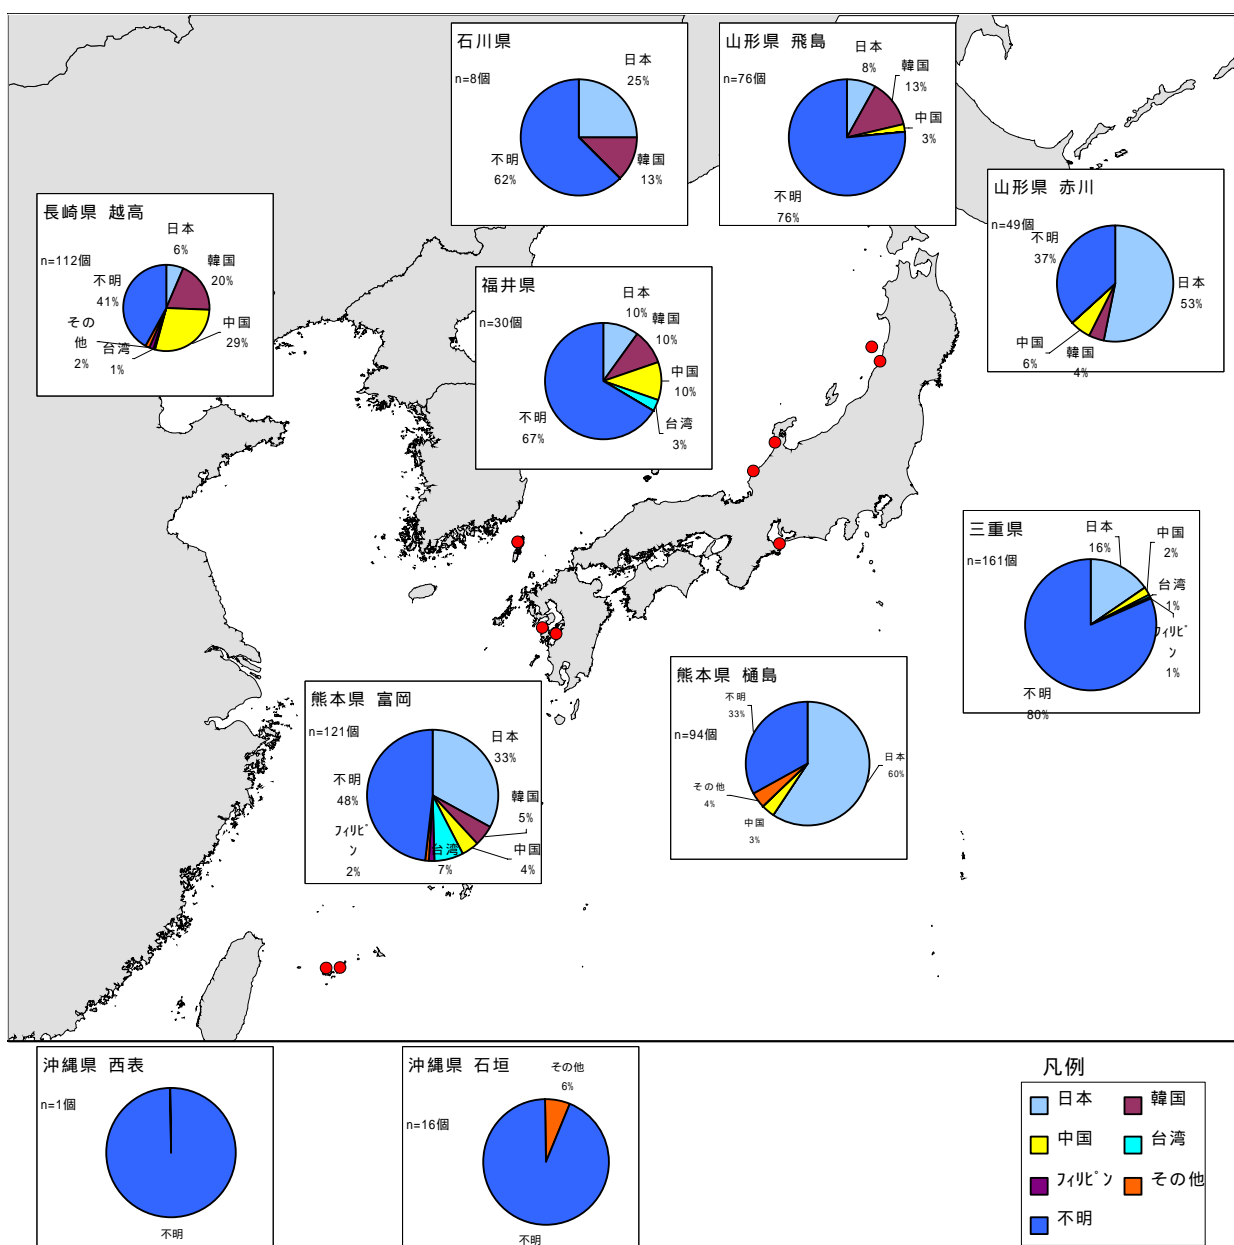 石川県
n=8個
日本
25%
韓国
13%
不明
62%
山形県 飛島
n=76個
日本
8%
韓国
13%
中国
3%
不明
76%
山形県 赤川
n=49個
不明
37%
日本
53%
中国
6%
韓国
4%
長崎県 越高
n=112個
日本
6%
韓国
20%
不明
41%
その
他
2%
台湾
1%
中国
29%
福井県
n=30個
日本
10%
韓国
10%
中国
10%
台湾
3%
不明
67%
三重県
n=161個
日本
16%
中国
2%
台湾
1%
ﾌｨﾘﾋﾟ
ン
1%
不明
80%
熊本県 富岡
n=121個
日本
33%
韓国
5%
中国
4%
台湾
7%
ﾌｨﾘﾋﾟ
ン
2%
不明
48%
熊本県 樋島
n=94個
不明
33%
日本
60%
その他
4%
中国
3%
沖縄県 西表
n=1個
不明
沖縄県 石垣
n=16個
その他
6%
不明
凡例
日本 韓国
中国 台湾
ﾌｨﾘﾋﾟン その他
不明